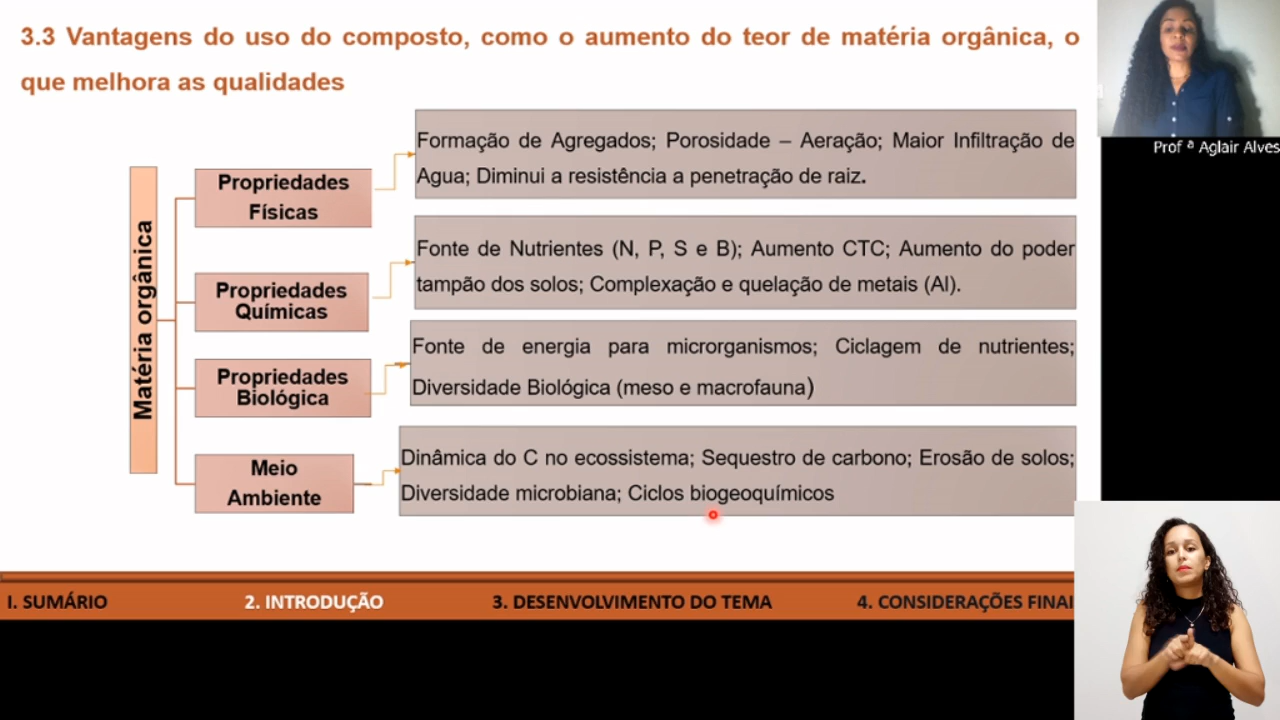 3.3 Vantagens do uso do composto, como o aumento do teor de matéria orgânica, o
que melhora as qualidades
Prof ª Aglair Alves
Matéria orgânica
Propriedades
Físicas
Formação de Agregados; Porosidade – Aeração; Maior Infiltração de
Agua; Diminui a resistência a penetração de raiz.
Propriedades
Químicas
Fonte de Nutrientes (N, P, S e B); Aumento CTC; Aumento do poder
tampão dos solos; Complexação e quelação de metais (Al).
Propriedades
Biológica
Fonte de energia para microrganismos; Ciclagem de nutrientes;
Diversidade Biológica (meso e macrofauna)
Meio
Ambiente
Dinâmica do C no ecossistema; Sequestro de carbono; Erosão de solos;
Diversidade microbiana; Ciclos biogeoquímicos
I. SUMÁRIO
2. INTRODUÇÃO
3. DESENVOLVIMENTO DO TEMA
4. CONSIDERAÇÕES FINAI